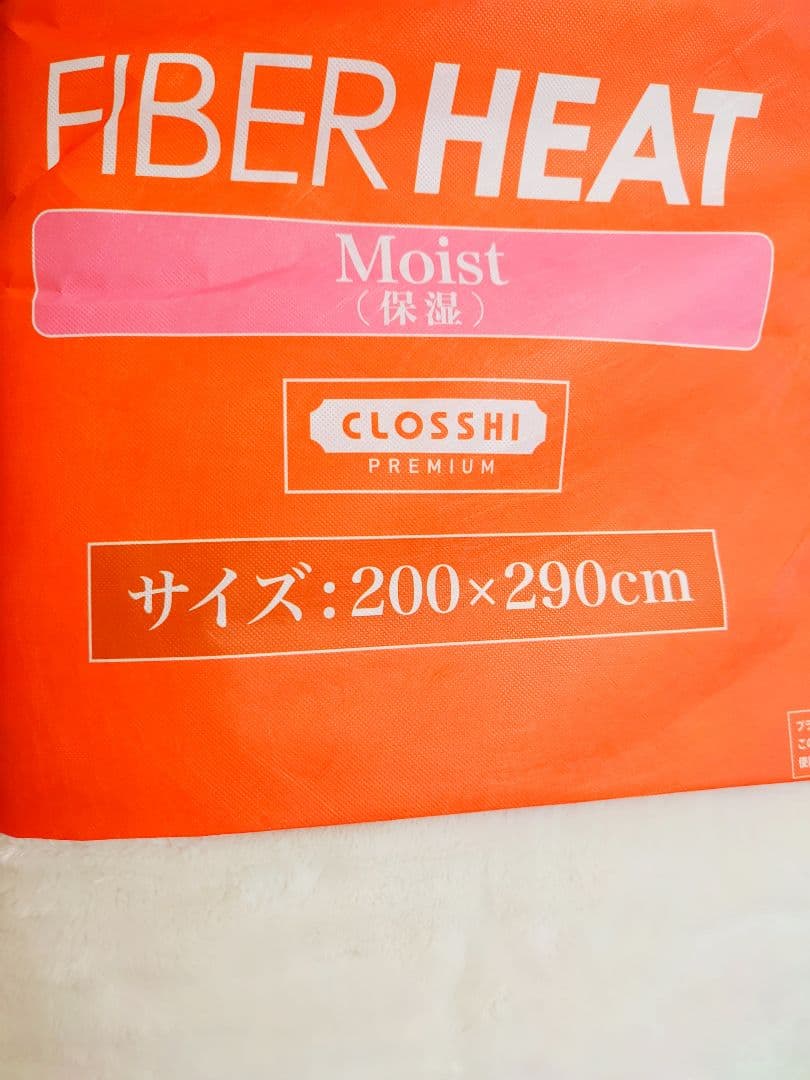 FIBER HEAT
Moist
（保湿）
CLOSSHI
PREMIUM
サイズ：200×290cm